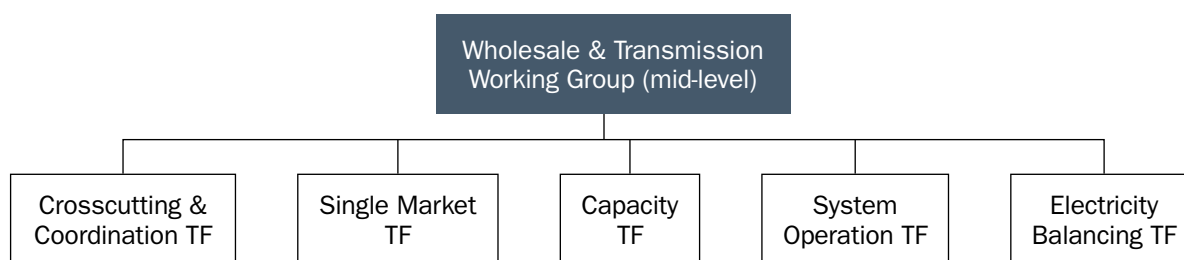 Wholesale & Transmission
Working Group (mid-level)
Crosscutting &
Coordination TF
Single Market
TF
Capacity
TF
System
Operation TF
Electricity
Balancing TF